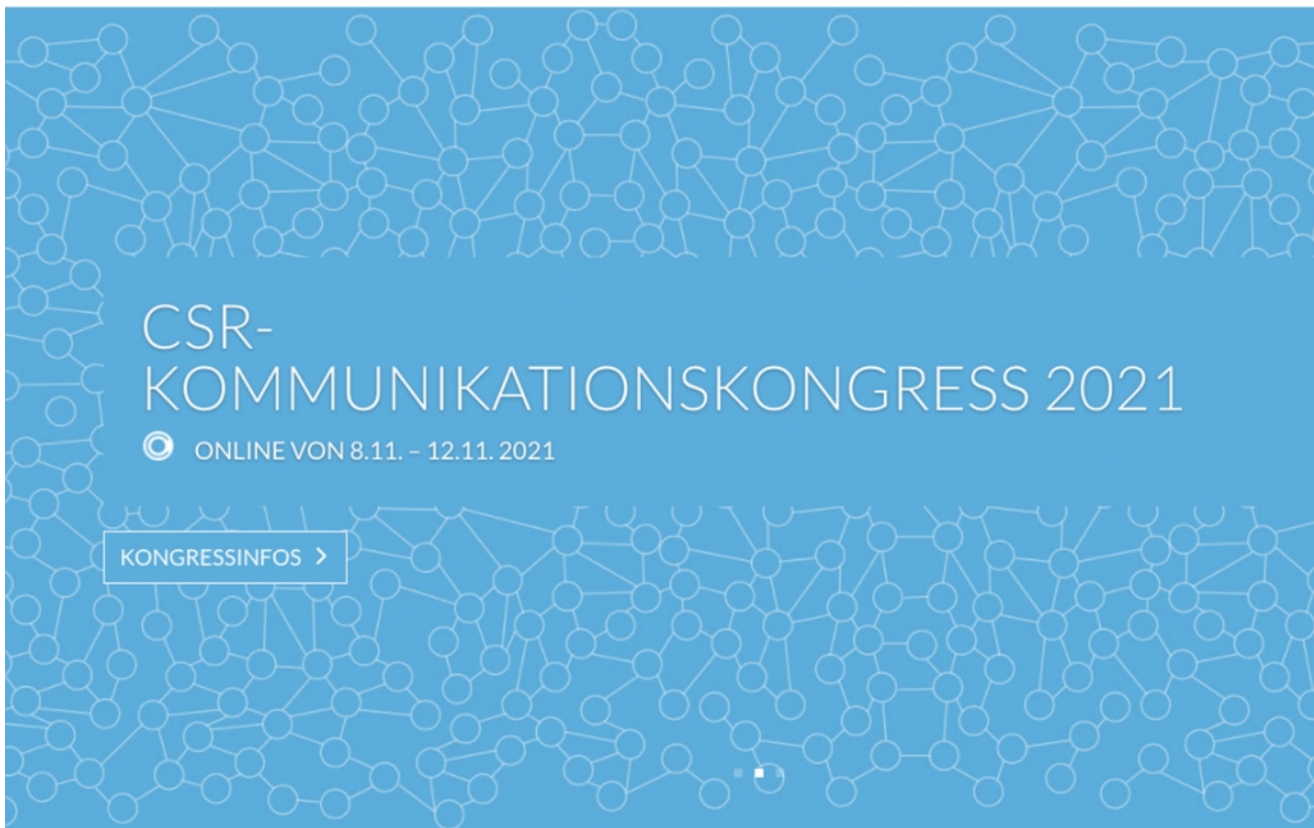 CSR-
KOMMUNIKATIONSKONGRESS 2021
ONLINE VON 8.11. – 12.11. 2021
KONGRESSINFOS